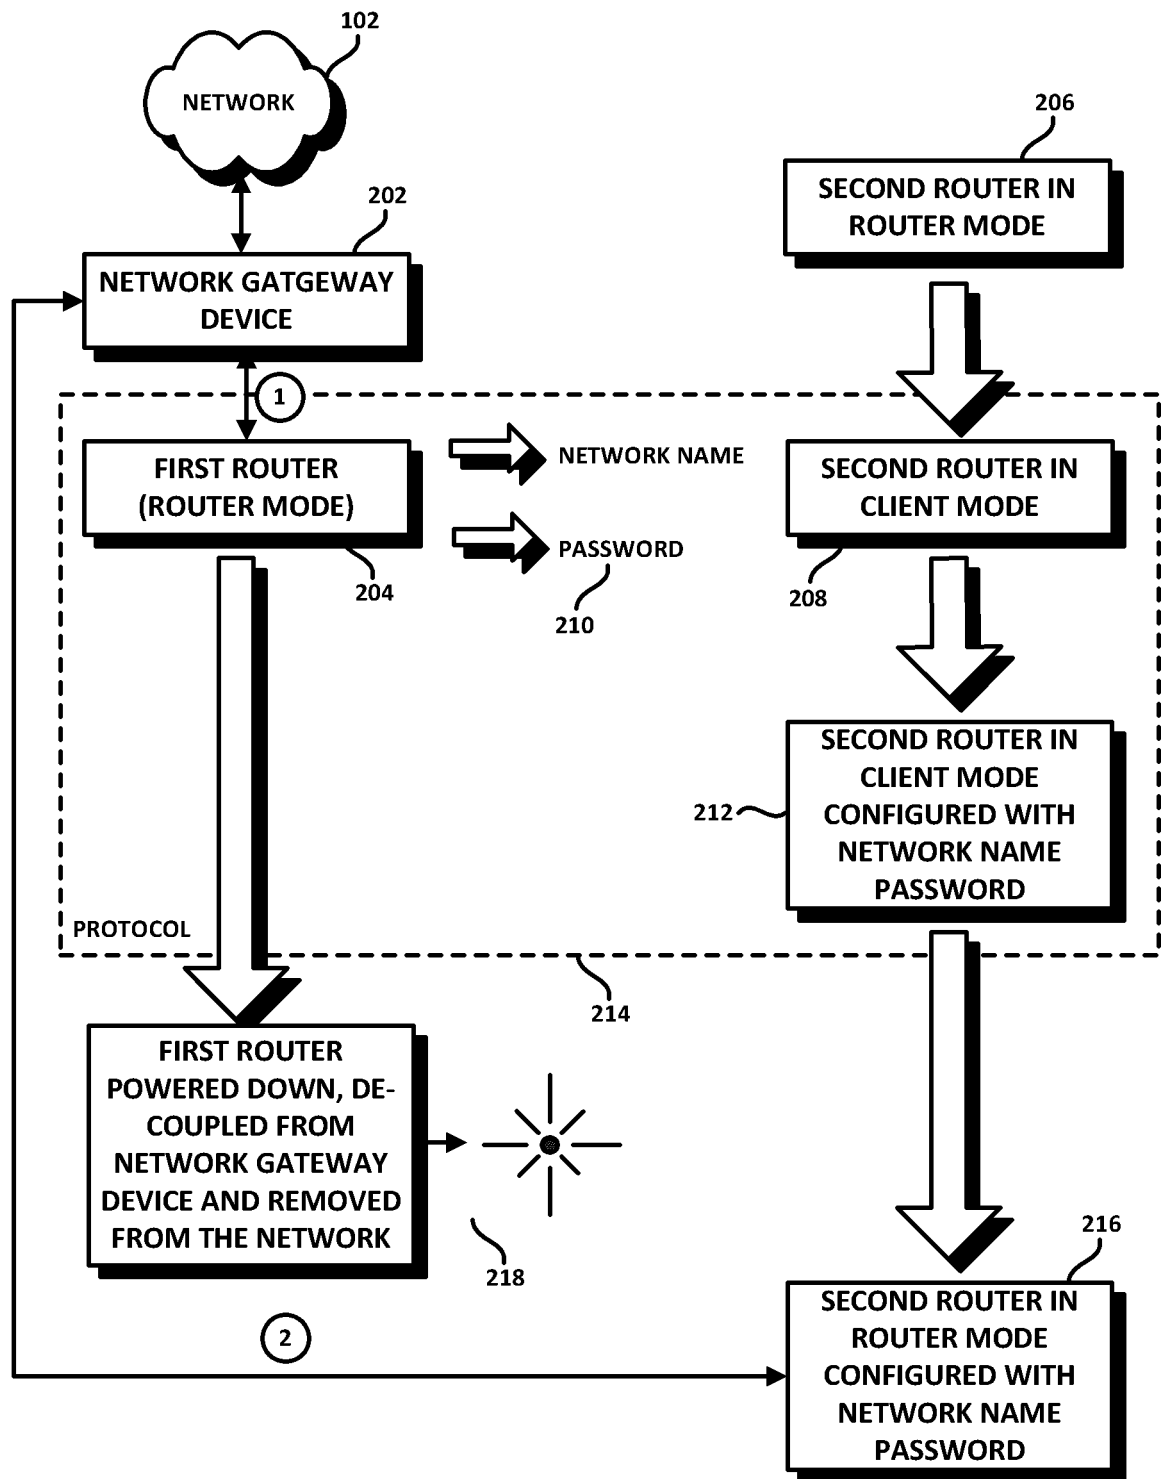 102
NETWORK
206
SECOND ROUTER IN
ROUTER MODE
202
NETWORK GATGEWAY
DEVICE
1
FIRST ROUTER
(ROUTER MODE)
204
NETWORK NAME
PASSWORD
210
SECOND ROUTER IN
CLIENT MODE
208
SECOND ROUTER IN
CLIENT MODE
CONFIGURED WITH
NETWORK NAME
PASSWORD
212
PROTOCOL
214
FIRST ROUTER
POWERED DOWN, DE-
COUPLED FROM
NETWORK GATEWAY
DEVICE AND REMOVED
FROM THE NETWORK
218
216
SECOND ROUTER IN
ROUTER MODE
CONFIGURED WITH
NETWORK NAME
PASSWORD
2